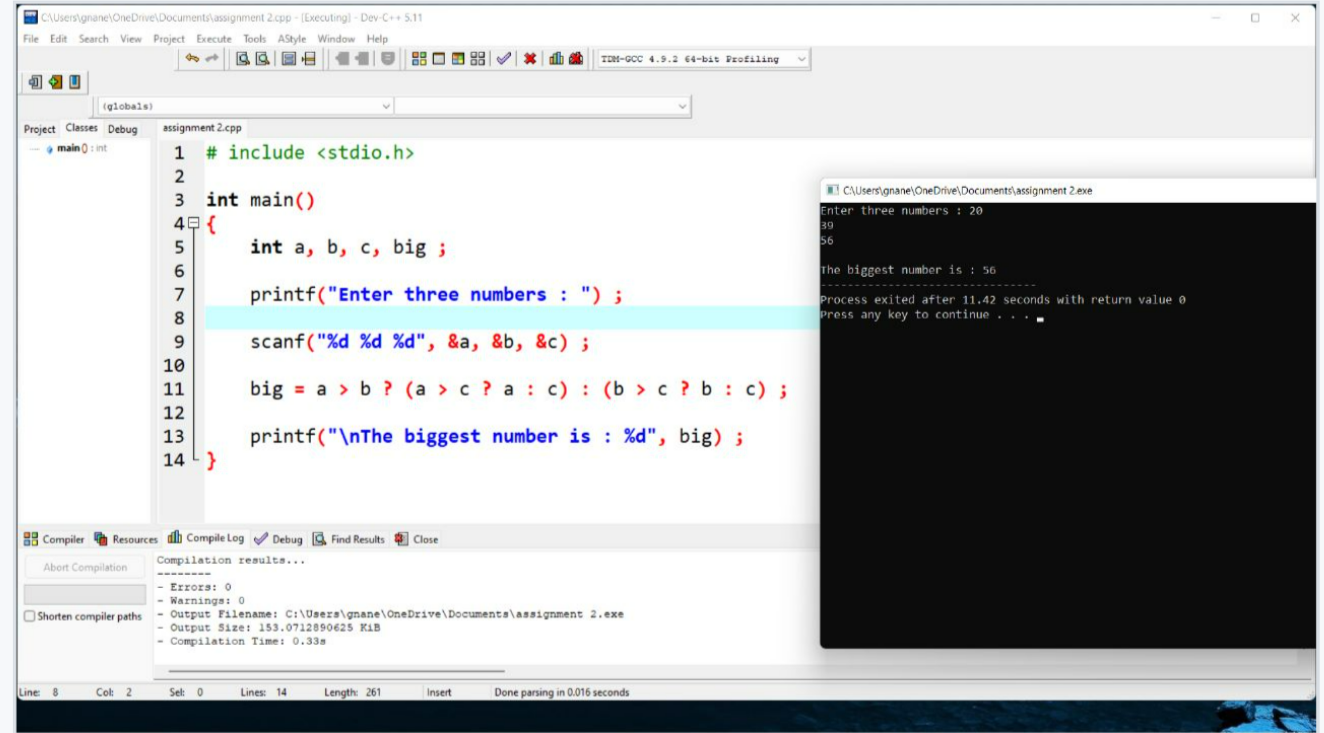 C:\Users\gnane\OneDrive\Documents\assignment 2.cpp - [Executing] - Dev-C++ 5.11
File Edit Search View Project Execute Tools AStyle Window Help
TDM-GCC 4.9.2 64-bit Profiling
(globals)
Project Classes Debug
main() : int
assignment 2.cpp
1 # include <stdio.h>
2
3 int main()
4 {
5 int a, b, c, big ;
6
7 printf("Enter three numbers : ") ;
8
9 scanf("%d %d %d", &a, &b, &c) ;
10
11 big = a > b ? (a > c ? a : c) : (b > c ? b : c) ;
12
13 printf("\nThe biggest number is : %d", big) ;
14 }
C:\Users\gnane\OneDrive\Documents\assignment 2.exe
Enter three numbers : 20
39
56
The biggest number is : 56
--------------------------------
Process exited after 11.42 seconds with return value 0
Press any key to continue . . .
Compiler Resources Compile Log Debug Find Results Close
Abort Compilation
Shorten compiler paths
Compilation results...
--------
- Errors: 0
- Warnings: 0
- Output Filename: C:\Users\gnane\OneDrive\Documents\assignment 2.exe
- Output Size: 153.0712890625 KiB
- Compilation Time: 0.33s
Line: 8 Col: 2 Sel: 0 Lines: 14 Length: 261 Insert Done parsing in 0.016 seconds